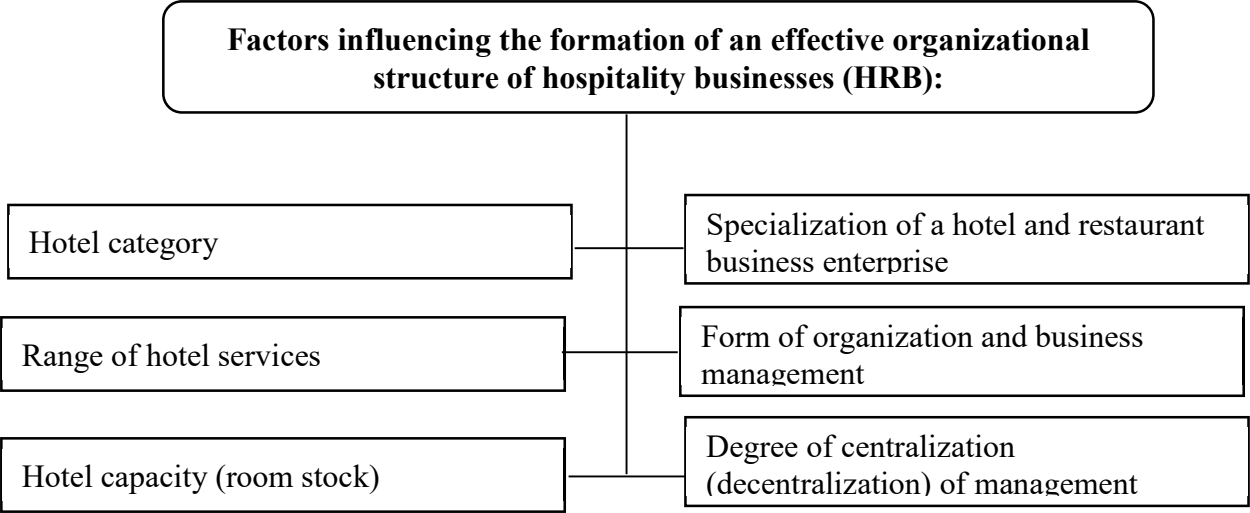 Factors influencing the formation of an effective organizational
structure of hospitality businesses (HRB):
Hotel category
Specialization of a hotel and restaurant
business enterprise
Range of hotel services
Form of organization and business
management
Hotel capacity (room stock)
Degree of centralization
(decentralization) of management